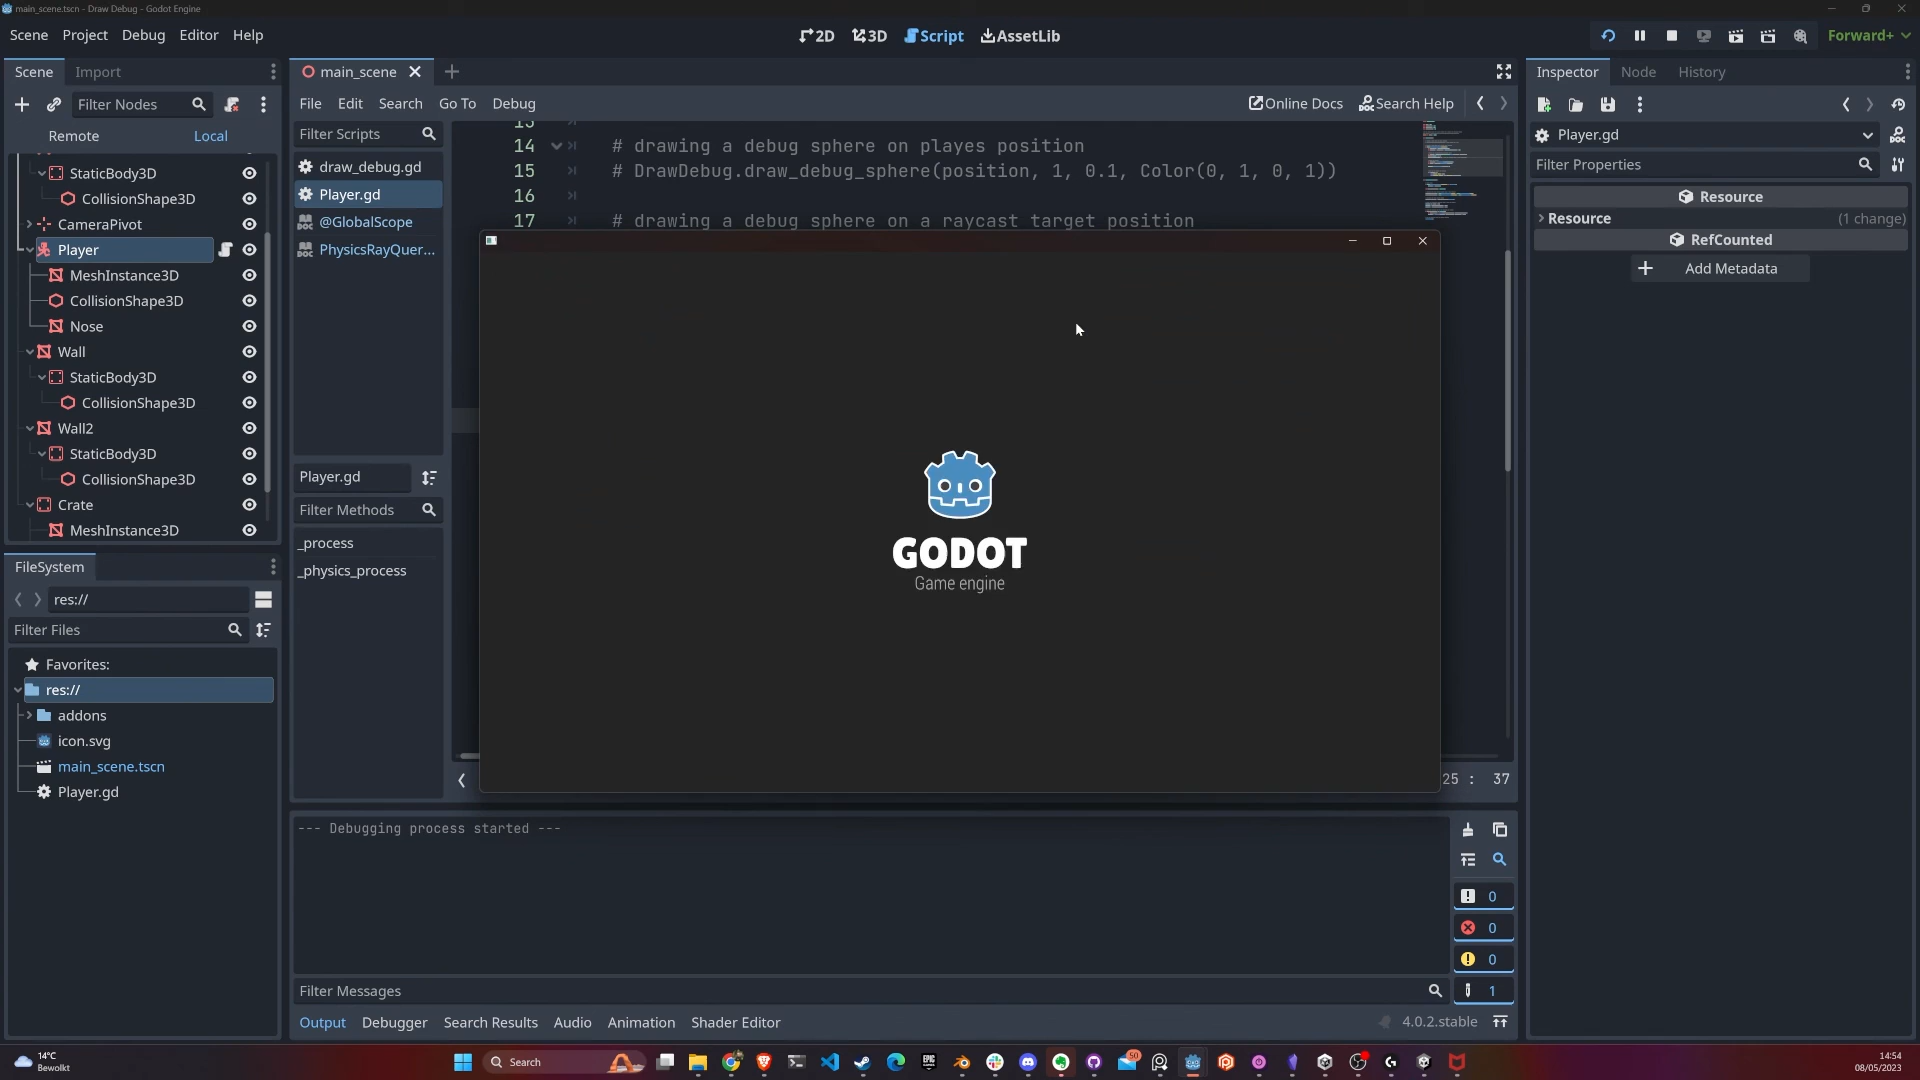 main_scene.tscn - Draw Debug - Godot Engine
Scene Project Debug Editor Help
2D 3D Script AssetLib
Forward+
Scene Import
main_scene
Inspector Node History
Filter Nodes
File Edit Search Go To Debug
Online Docs Search Help
Remote Local
Filter Scripts
Player.gd
Filter Properties
StaticBody3D
CollisionShape3D
CameraPivot
Player
MeshInstance3D
CollisionShape3D
Nose
Wall
StaticBody3D
CollisionShape3D
Wall2
StaticBody3D
CollisionShape3D
Crate
MeshInstance3D
draw_debug.gd
Player.gd
@GlobalScope
PhysicsRayQuer...
Player.gd
Filter Methods
_process
_physics_process
13
14 # drawing a debug sphere on playes position
15 # DrawDebug.draw_debug_sphere(position, 1, 0.1, Color(0, 1, 0, 1))
16
17 # drawing a debug sphere on a raycast target position
GODOT
Game engine
25 : 37
Resource
Resource (1 change)
RefCounted
Add Metadata
FileSystem
res://
Filter Files
Favorites:
res://
addons
icon.svg
main_scene.tscn
Player.gd
--- Debugging process started ---
0
0
0
1
Filter Messages
Output Debugger Search Results Audio Animation Shader Editor
4.0.2.stable
14°C
Bewolkt
Search
50
14:54
08/05/2023